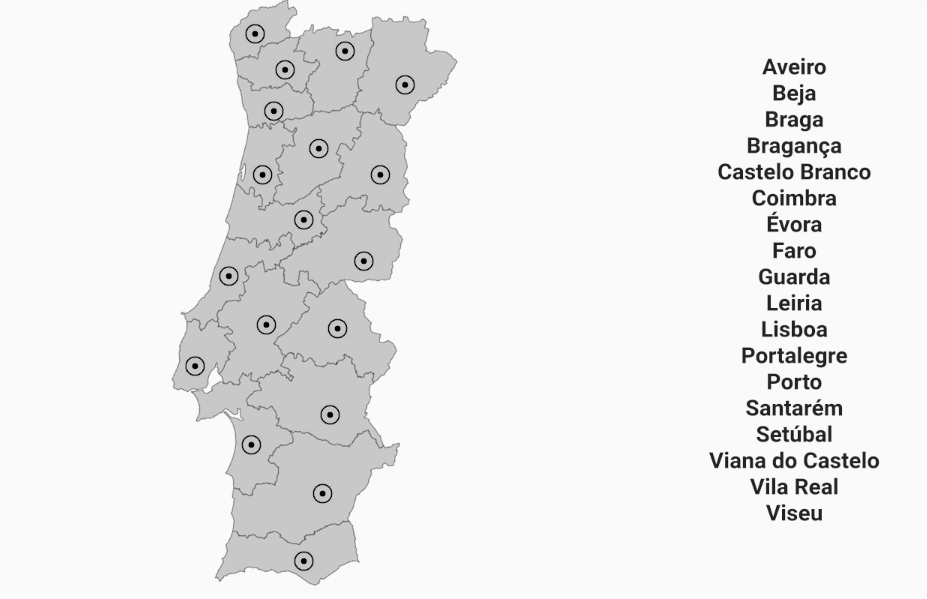 Aveiro
Beja
Braga
Bragança
Castelo Branco
Coimbra
Évora
Faro
Guarda
Leiria
Lisboa
Portalegre
Porto
Santarém
Setúbal
Viana do Castelo
Vila Real
Viseu